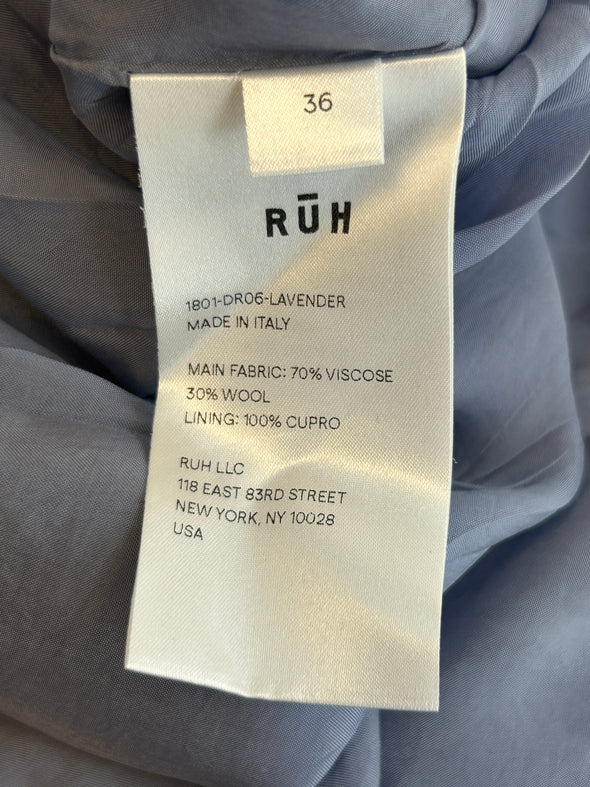 36
RŪH
1801-DR06-LAVENDER
MADE IN ITALY
MAIN FABRIC: 70% VISCOSE
30% WOOL
LINING: 100% CUPRO
RUH LLC
118 EAST 83RD STREET
NEW YORK, NY 10028
USA